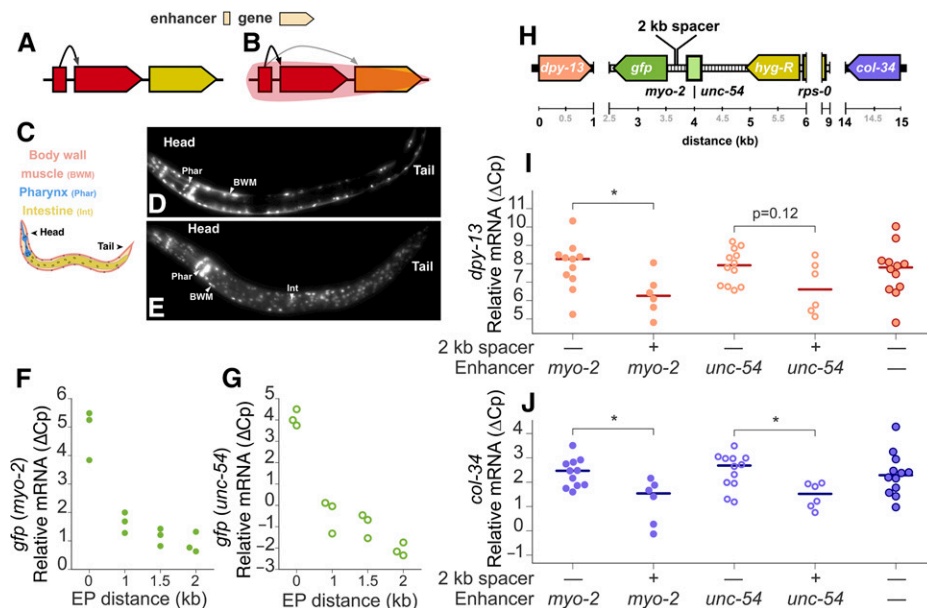 enhancer gene
A
B
C
Body wall
muscle (BWM)
Pharynx (Phar)
Intestine (Int)
Head
Tail
Head
Phar
BWM
Tail
D
Head
Phar
BWM
Int
Tail
E
F
gfp (myo-2)
Relative mRNA (ΔCp)
6
5
4
3
2
1
0
0 1 1.5 2
EP distance (kb)
G
gfp (unc-54)
Relative mRNA (ΔCp)
5
4
3
2
1
0
−1
−2
−3
0 1 1.5 2
EP distance (kb)
H
2 kb spacer
dpy-13 gfp hyg-R col-34
myo-2 | unc-54 rps-0
0 0.5 1 2.5 3 4 5 6 9 14 14.5 15
distance (kb)
I
dpy-13
Relative mRNA (ΔCp)
11
10
9
8
7
6
5
* p=0.12
2 kb spacer — + — +
Enhancer myo-2 myo-2 unc-54 unc-54 —
J
col-34
Relative mRNA (ΔCp)
4
3
2
1
0
−1
* *
2 kb spacer — + — +
Enhancer myo-2 myo-2 unc-54 unc-54 —